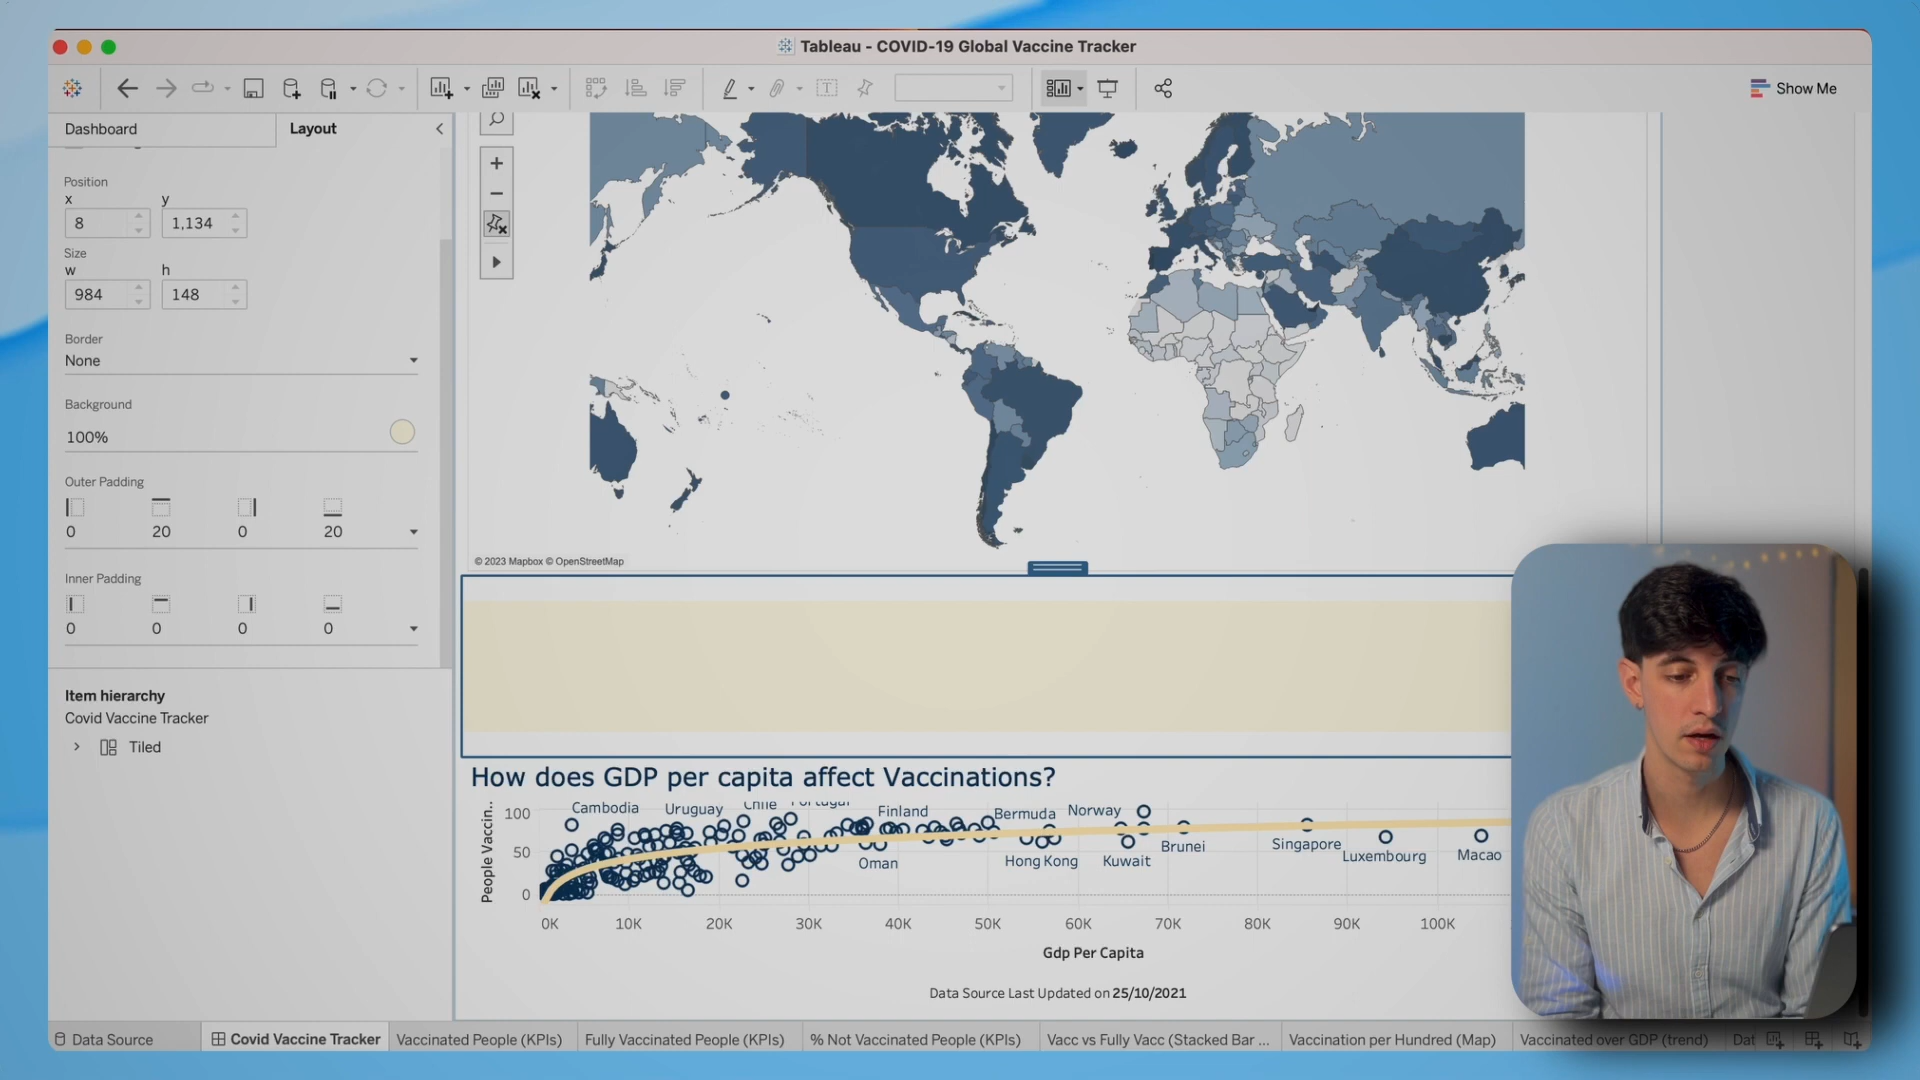 Tableau - COVID-19 Global Vaccine Tracker
Show Me
Dashboard
Layout
Position
x y
8 1,134
Size
w h
984 148
Border
None
Background
100%
Outer Padding
0 20 0 20
Inner Padding
0 0 0 0
Item hierarchy
Covid Vaccine Tracker
Tiled
© 2023 Mapbox © OpenStreetMap
How does GDP per capita affect Vaccinations?
People Vaccin..
100
50
0
Cambodia
Uruguay
Chile
Portugal
Finland
Bermuda
Norway
Oman
Hong Kong
Kuwait
Brunei
Singapore
Luxembourg
Macao
0K 10K 20K 30K 40K 50K 60K 70K 80K 90K 100K
Gdp Per Capita
Data Source Last Updated on 25/10/2021
Data Source
Covid Vaccine Tracker
Vaccinated People (KPIs)
Fully Vaccinated People (KPIs)
% Not Vaccinated People (KPIs)
Vacc vs Fully Vacc (Stacked Bar ...
Vaccination per Hundred (Map)
Vaccinated over GDP (trend)
Dat